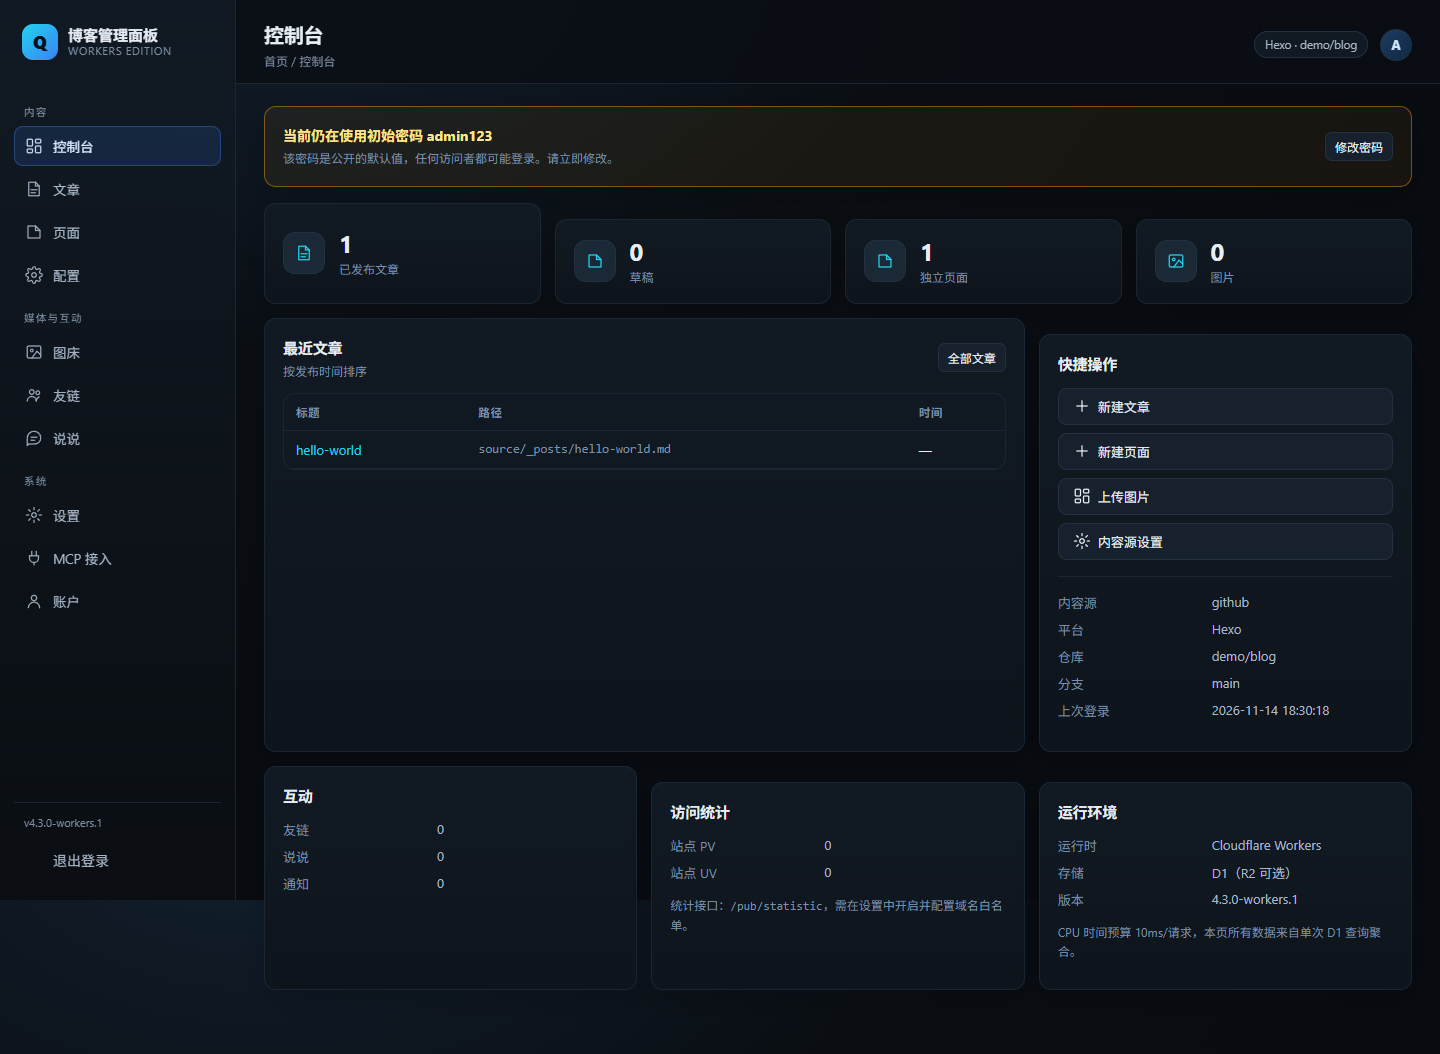 Q
博客管理面板
WORKERS EDITION
内容
控制台
文章
页面
配置
媒体与互动
图床
友链
说说
系统
设置
MCP 接入
账户
v4.3.0-workers.1
退出登录
控制台
首页 / 控制台
Hexo · demo/blog
A
当前仍在使用初始密码 admin123
该密码是公开的默认值，任何访问者都可能登录。请立即修改。
修改密码
1
已发布文章
0
草稿
1
独立页面
0
图片
最近文章
按发布时间排序
全部文章
标题 路径 时间
hello-world source/_posts/hello-world.md —
快捷操作
新建文章
新建页面
上传图片
内容源设置
内容源 github
平台 Hexo
仓库 demo/blog
分支 main
上次登录 2026-11-14 18:30:18
互动
友链 0
说说 0
通知 0
访问统计
站点 PV 0
站点 UV 0
统计接口：/pub/statistic，需在设置中开启并配置域名白名
单。
运行环境
运行时 Cloudflare Workers
存储 D1（R2 可选）
版本 4.3.0-workers.1
CPU 时间预算 10ms/请求，本页所有数据来自单次 D1 查询聚
合。